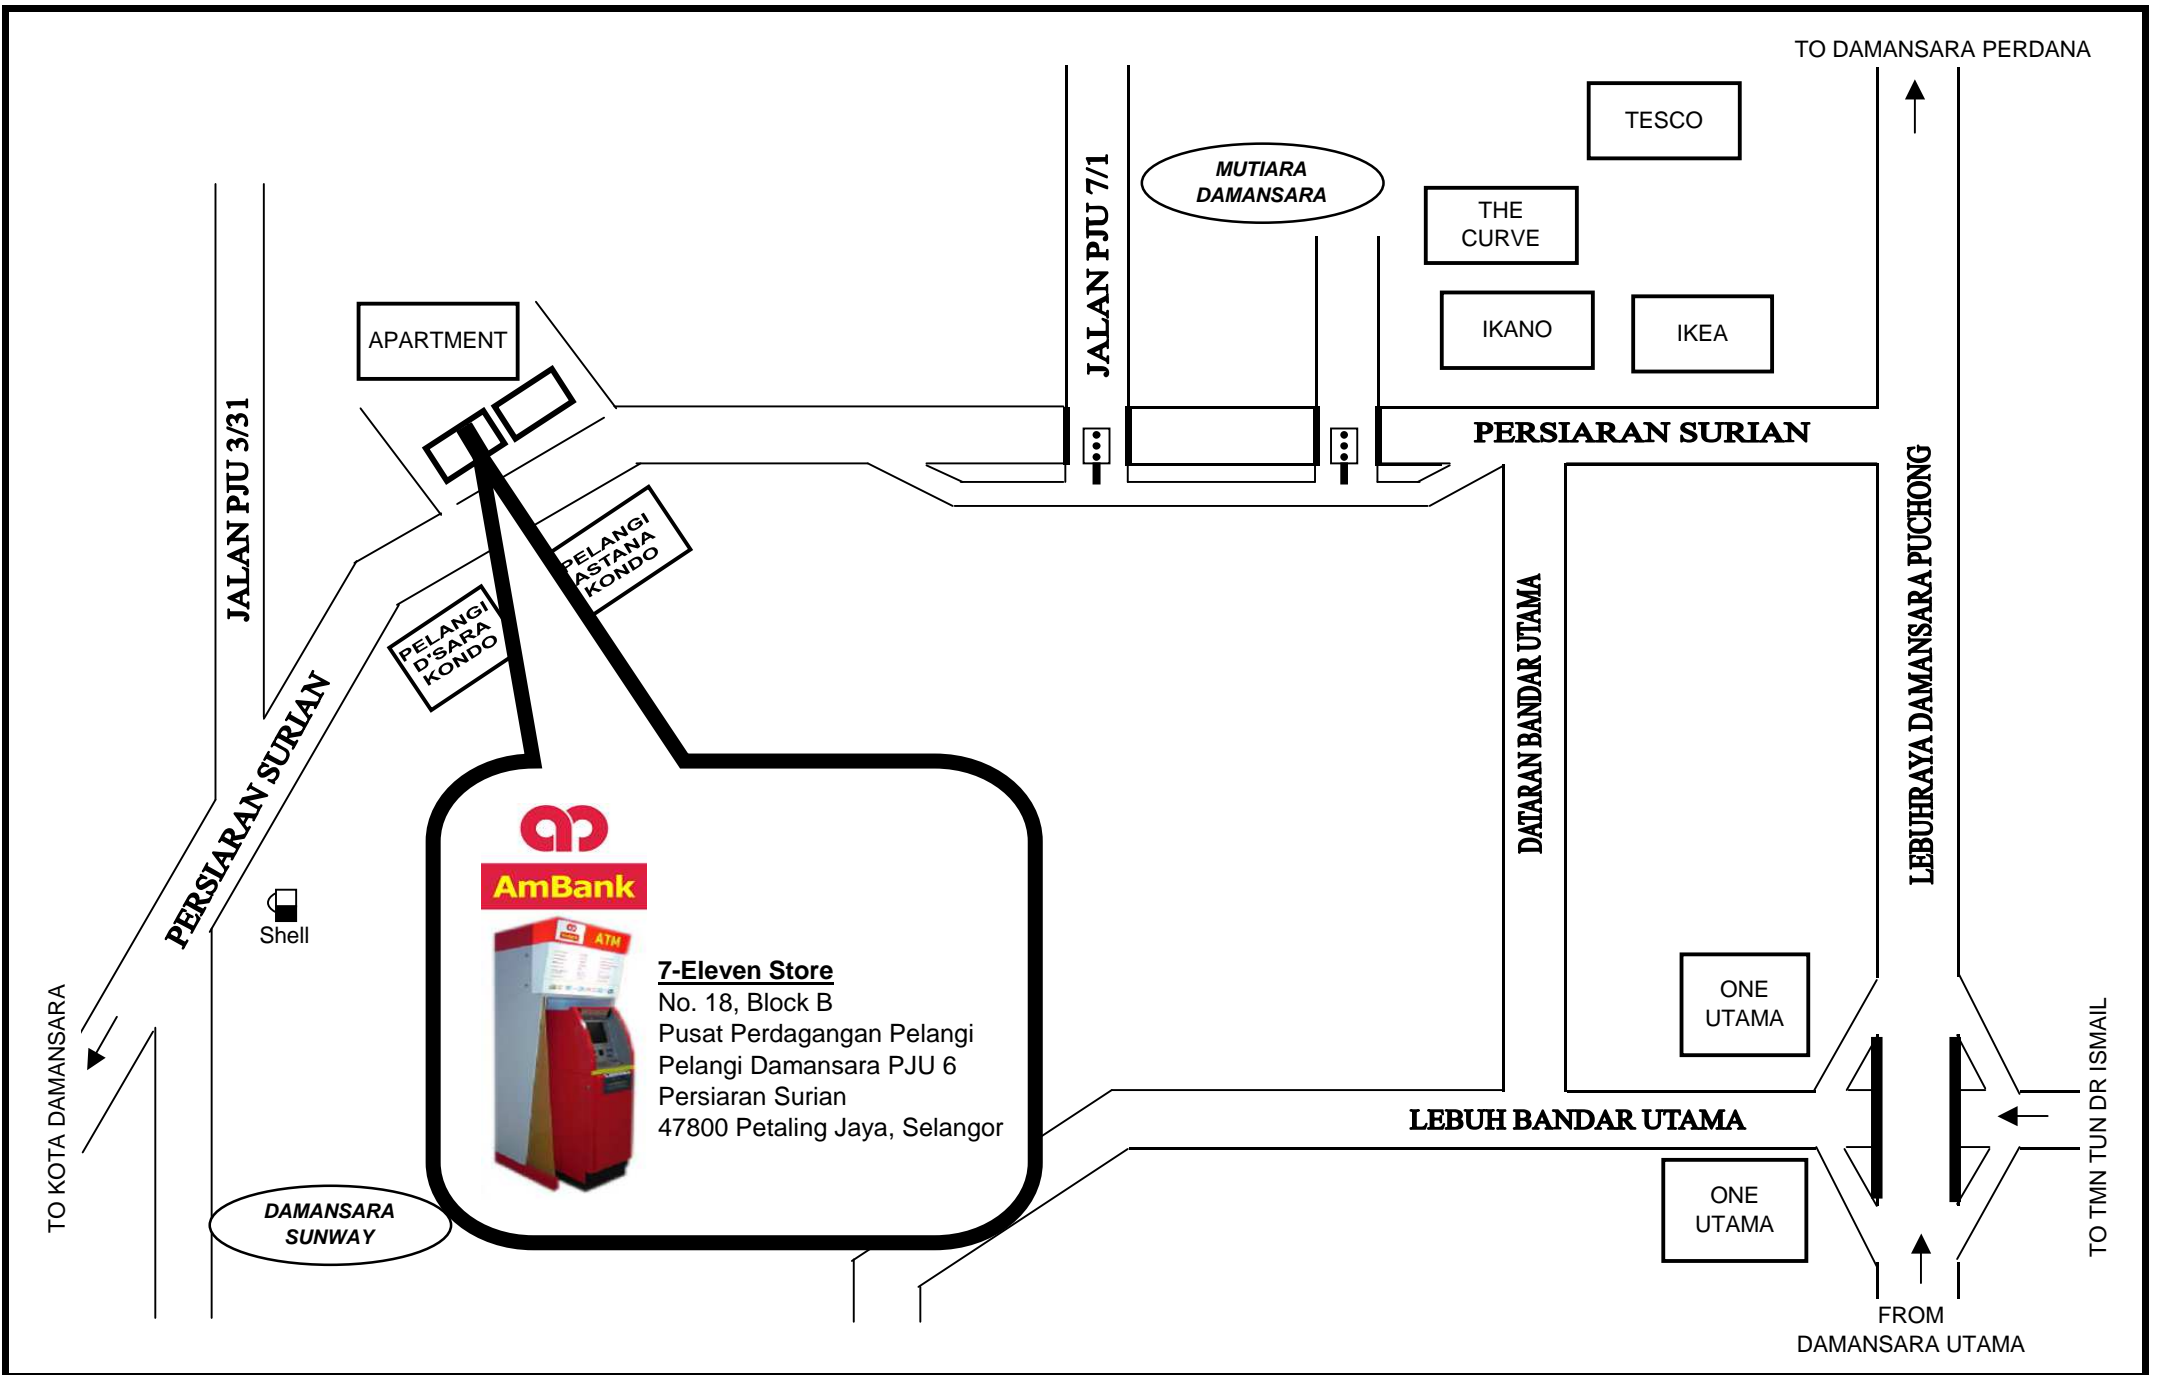 TO DAMANSARA PERDANA
TESCO
MUTIARA
DAMANSARA
JALAN PJU 7/1
THE
CURVE
IKANO
IKEA
APARTMENT
JALAN PJU 3/31
PERSIARAN SURIAN
PELANGI
ASTANA
KONDO
PELANGI
D'SARA
KONDO
PERSIARAN SURIAN
DATARAN BANDAR UTAMA
LEBUHRAYA DAMANSARA PUCHONG
Shell
AmBank
ATM
7-Eleven Store
No. 18, Block B
Pusat Perdagangan Pelangi
Pelangi Damansara PJU 6
Persiaran Surian
47800 Petaling Jaya, Selangor
TO KOTA DAMANSARA
DAMANSARA
SUNWAY
ONE
UTAMA
LEBUH BANDAR UTAMA
ONE
UTAMA
TO TMN TUN DR ISMAIL
FROM
DAMANSARA UTAMA